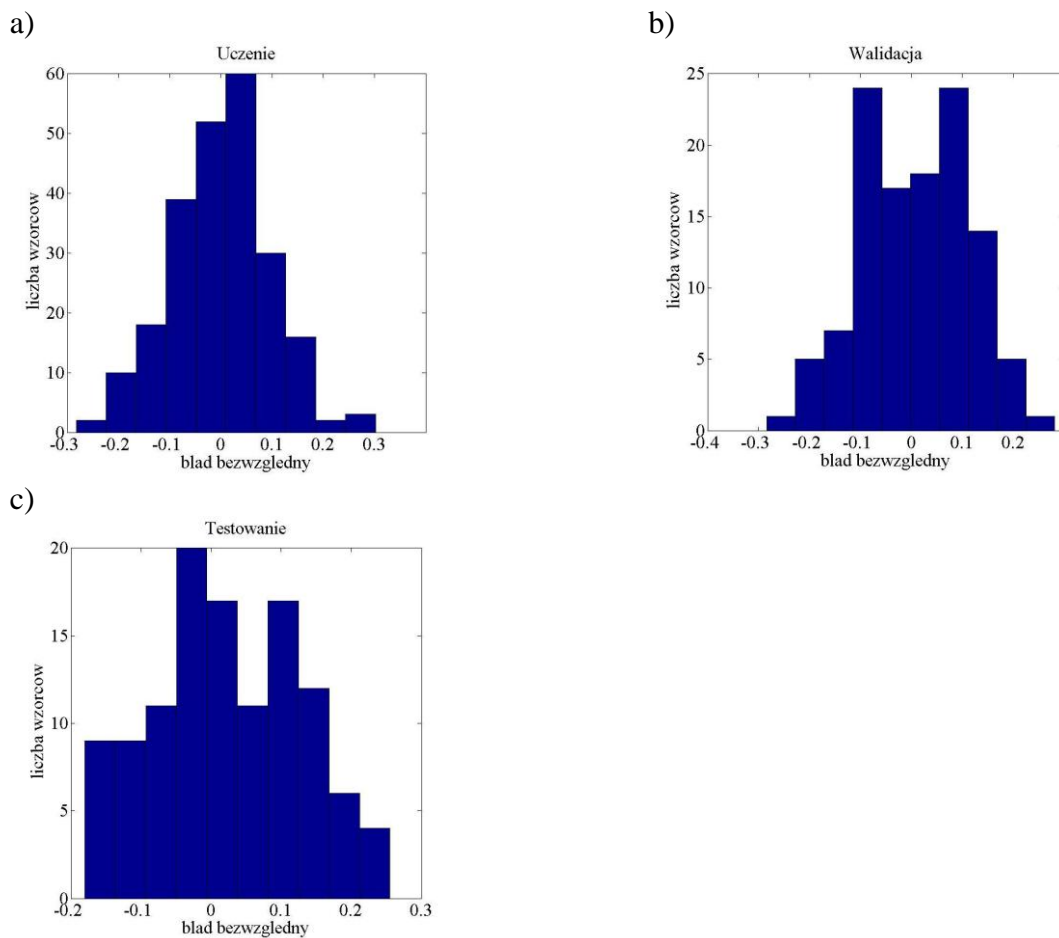 a)
Uczenie
60
50
40
30
20
10
0
liczba wzorcow
-0.3 -0.2 -0.1 0 0.1 0.2 0.3
blad bezwzgledny
b)
Walidacja
25
20
15
10
5
0
liczba wzorcow
-0.4 -0.3 -0.2 -0.1 0 0.1 0.2
blad bezwzgledny
c)
Testowanie
20
15
10
5
0
liczba wzorcow
-0.2 -0.1 0 0.1 0.2 0.3
blad bezwzgledny